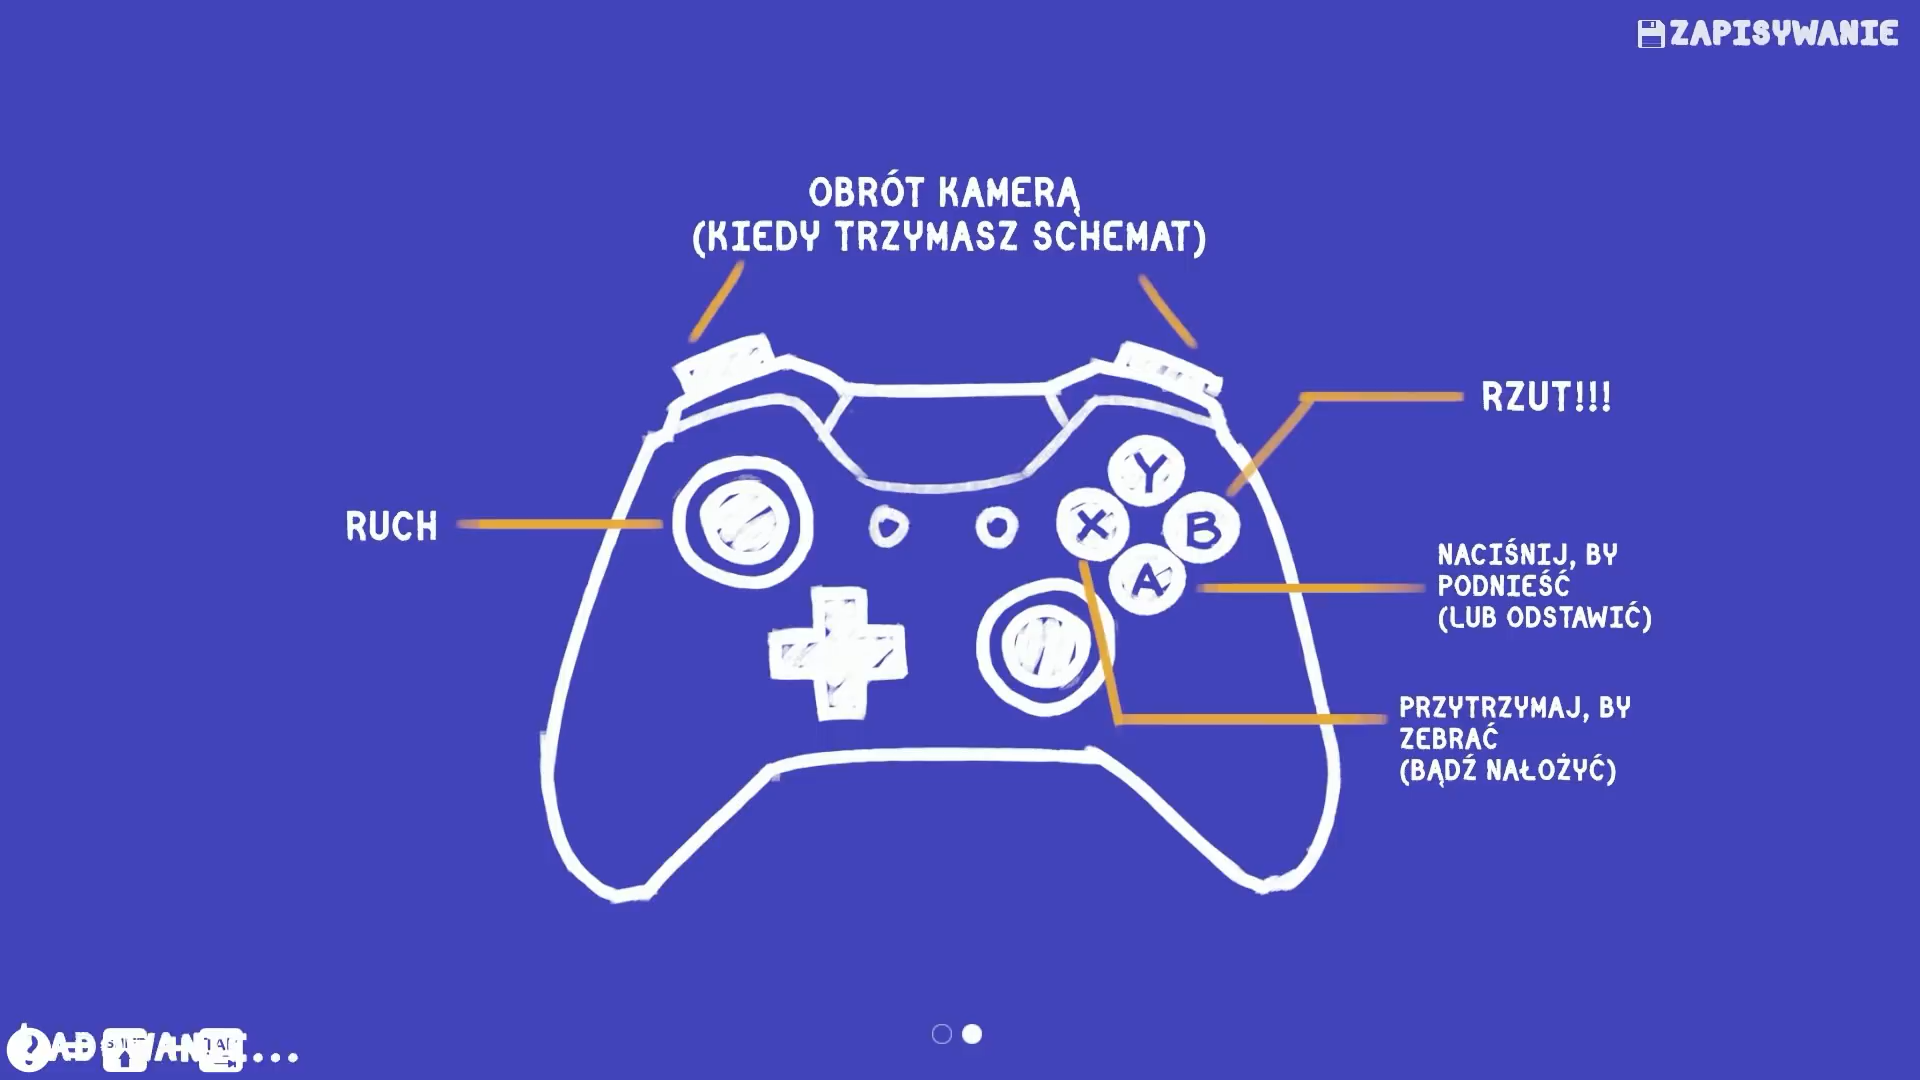 ZAPISYWANIE
OBRÓT KAMERĄ
(KIEDY TRZYMASZ SCHEMAT)
RZUT!!!
RUCH
Y
X
B
A
NACIŚNIJ, BY
PODNIEŚĆ
(LUB ODSTAWIĆ)
PRZYTRZYMAJ, BY
ZEBRAĆ
(BĄDŹ NAŁOŻYĆ)